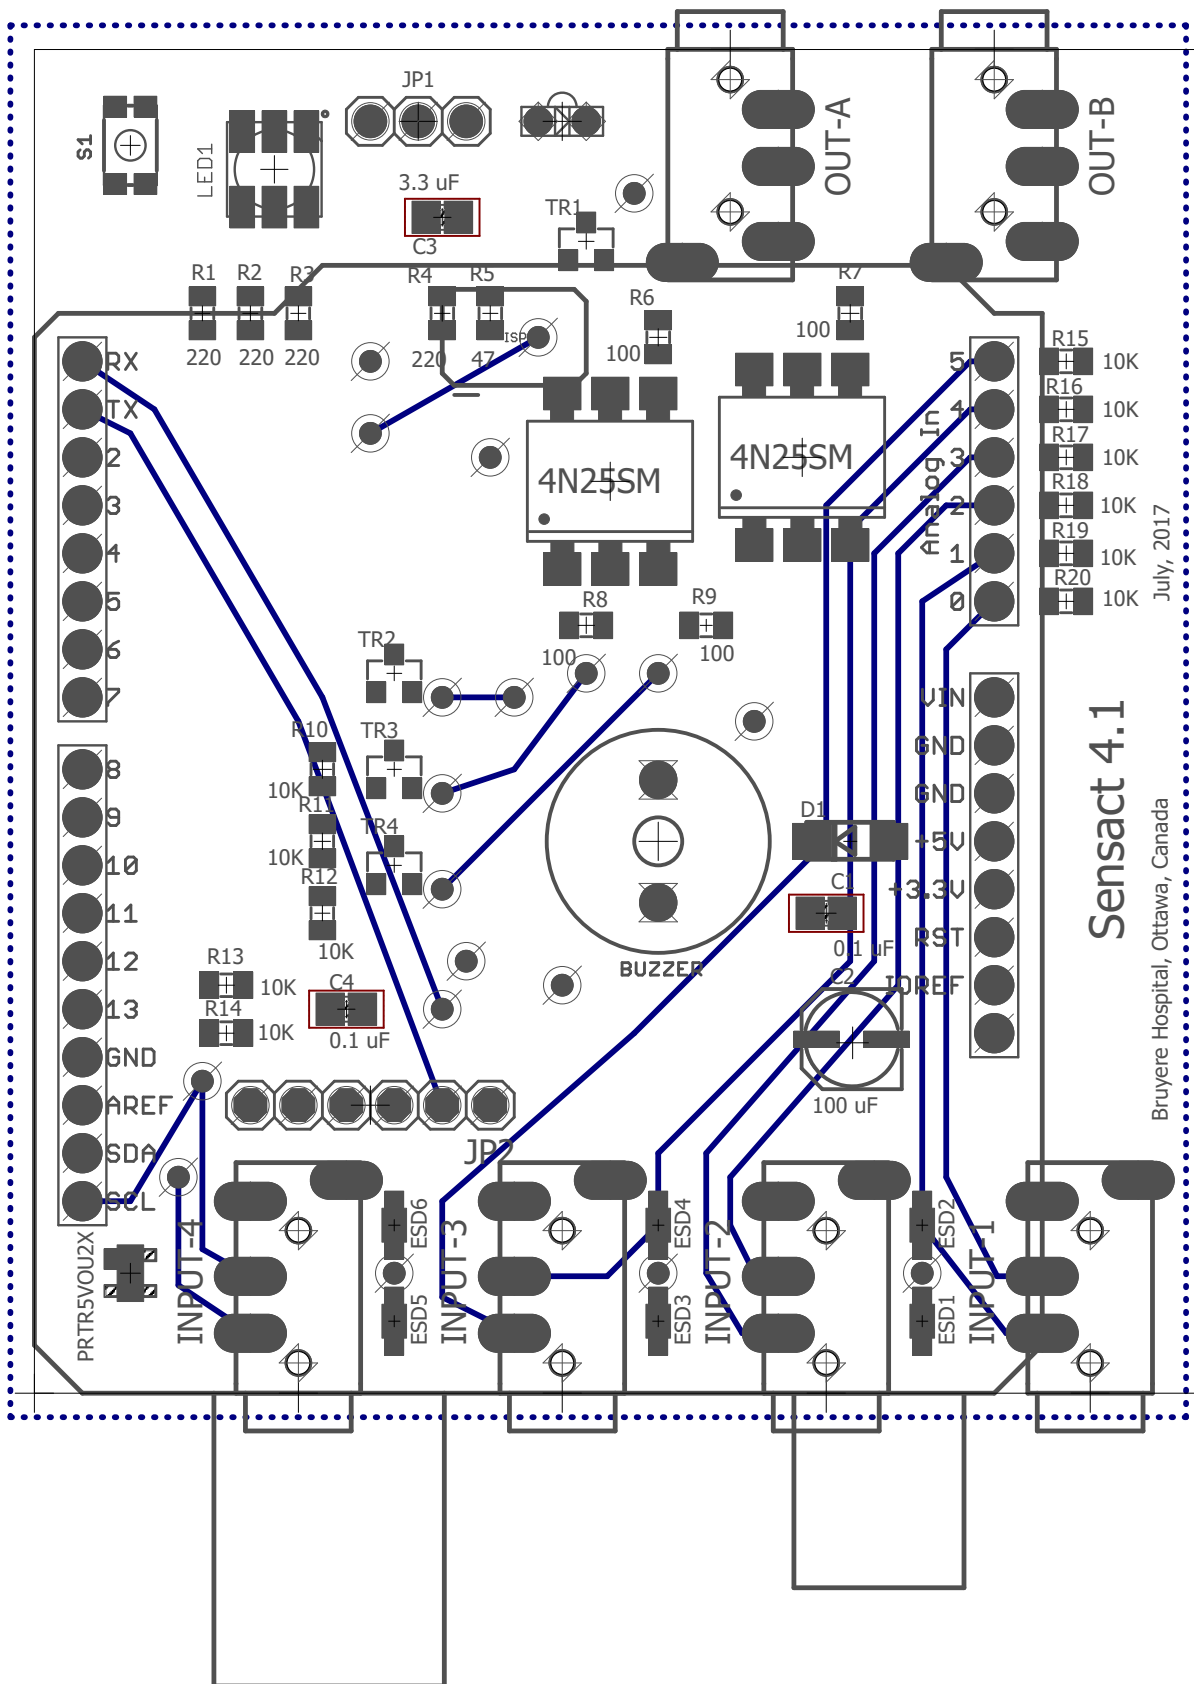 JP1
OUT-A
OUT-B
S1
LED1
3.3 uF
C3
TR1
R1
R2
R3
R4
R5
R6
R7
220
220
220
220
47
ISP
100
100
RX
TX
2
3
4
5
6
7
4N25SM
4N25SM
Analog In
5
4
3
2
1
0
R15
10K
R16
10K
R17
10K
R18
10K
R19
10K
R20
10K
July, 2017
R8
100
R9
100
TR2
TR3
TR4
R10
10K
R11
10K
R12
10K
8
9
10
11
12
13
GND
AREF
SDA
SCL
VIN
GND
GND
+5V
+3.3V
RST
IOREF
Sensact 4.1
Bruyere Hospital, Ottawa, Canada
D1
C1
0.1 uF
C2
100 uF
BUZZER
R13
10K
R14
10K
C4
0.1 uF
JP2
PRTR5VOU2X
INPUT-4
ESD6
ESD5
INPUT-3
ESD4
ESD3
INPUT-2
ESD2
ESD1
INPUT-1